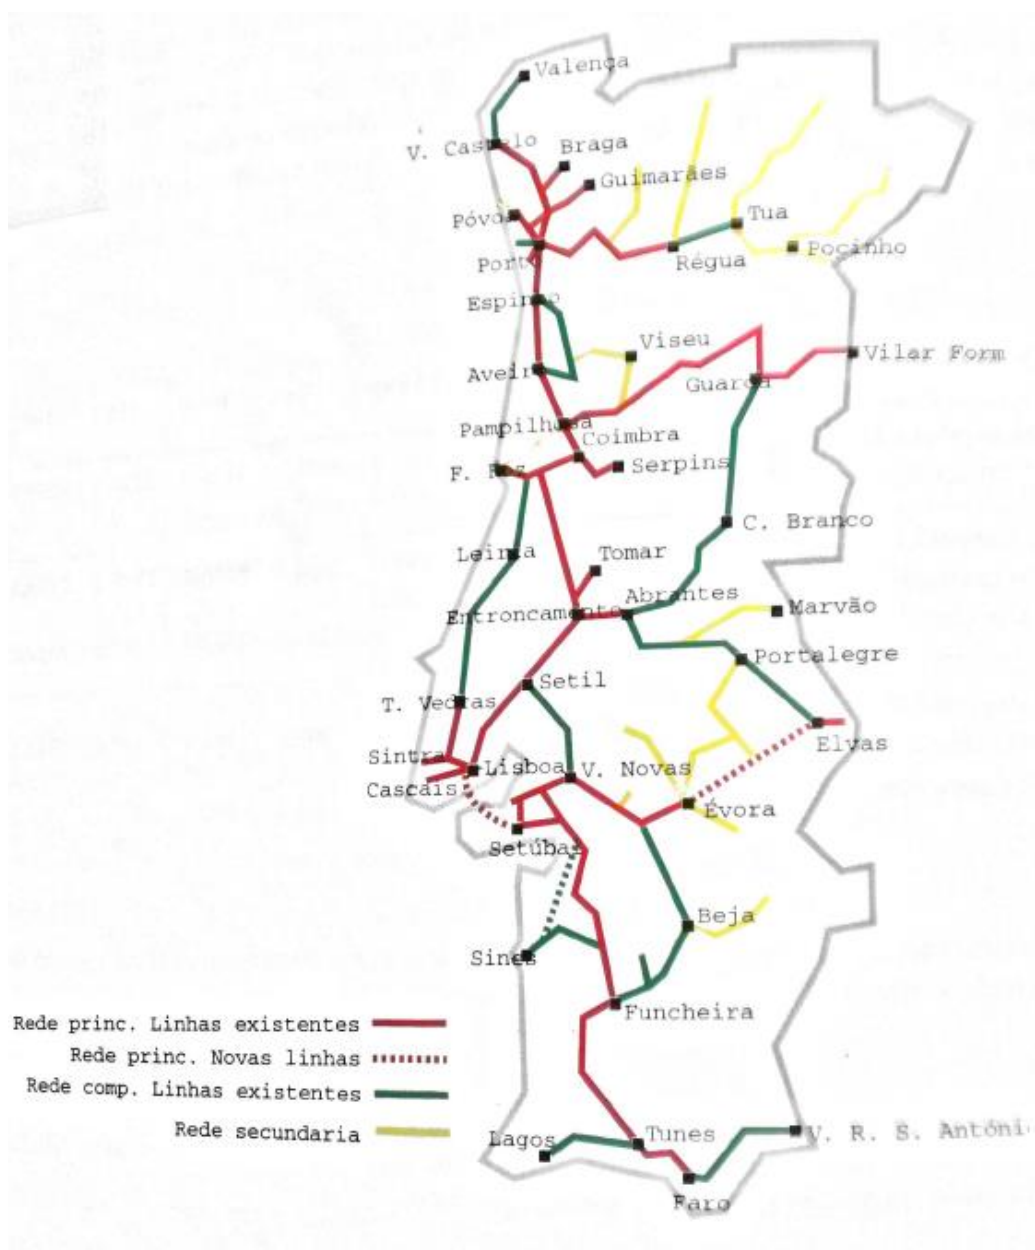 Valença
V. Castelo
Braga
Guimarães
Póvoa
Tua
Porto
Régua
Pocinho
Espinho
Viseu
Vilar Form
Aveiro
Guarda
Pampilhosa
Coimbra
F. Foz
Serpins
C. Branco
Leiria
Tomar
Abrantes
Entroncamento
Marvão
Portalegre
Setil
T. Vedras
Elvas
Sintra
Lisboa
V. Novas
Cascais
Évora
Setúbal
Beja
Sines
Funcheira
Rede princ. Linhas existentes
Rede princ. Novas linhas
Rede comp. Linhas existentes
Rede secundaria
Lagos
Tunes
V. R. S. Antóni
Faro